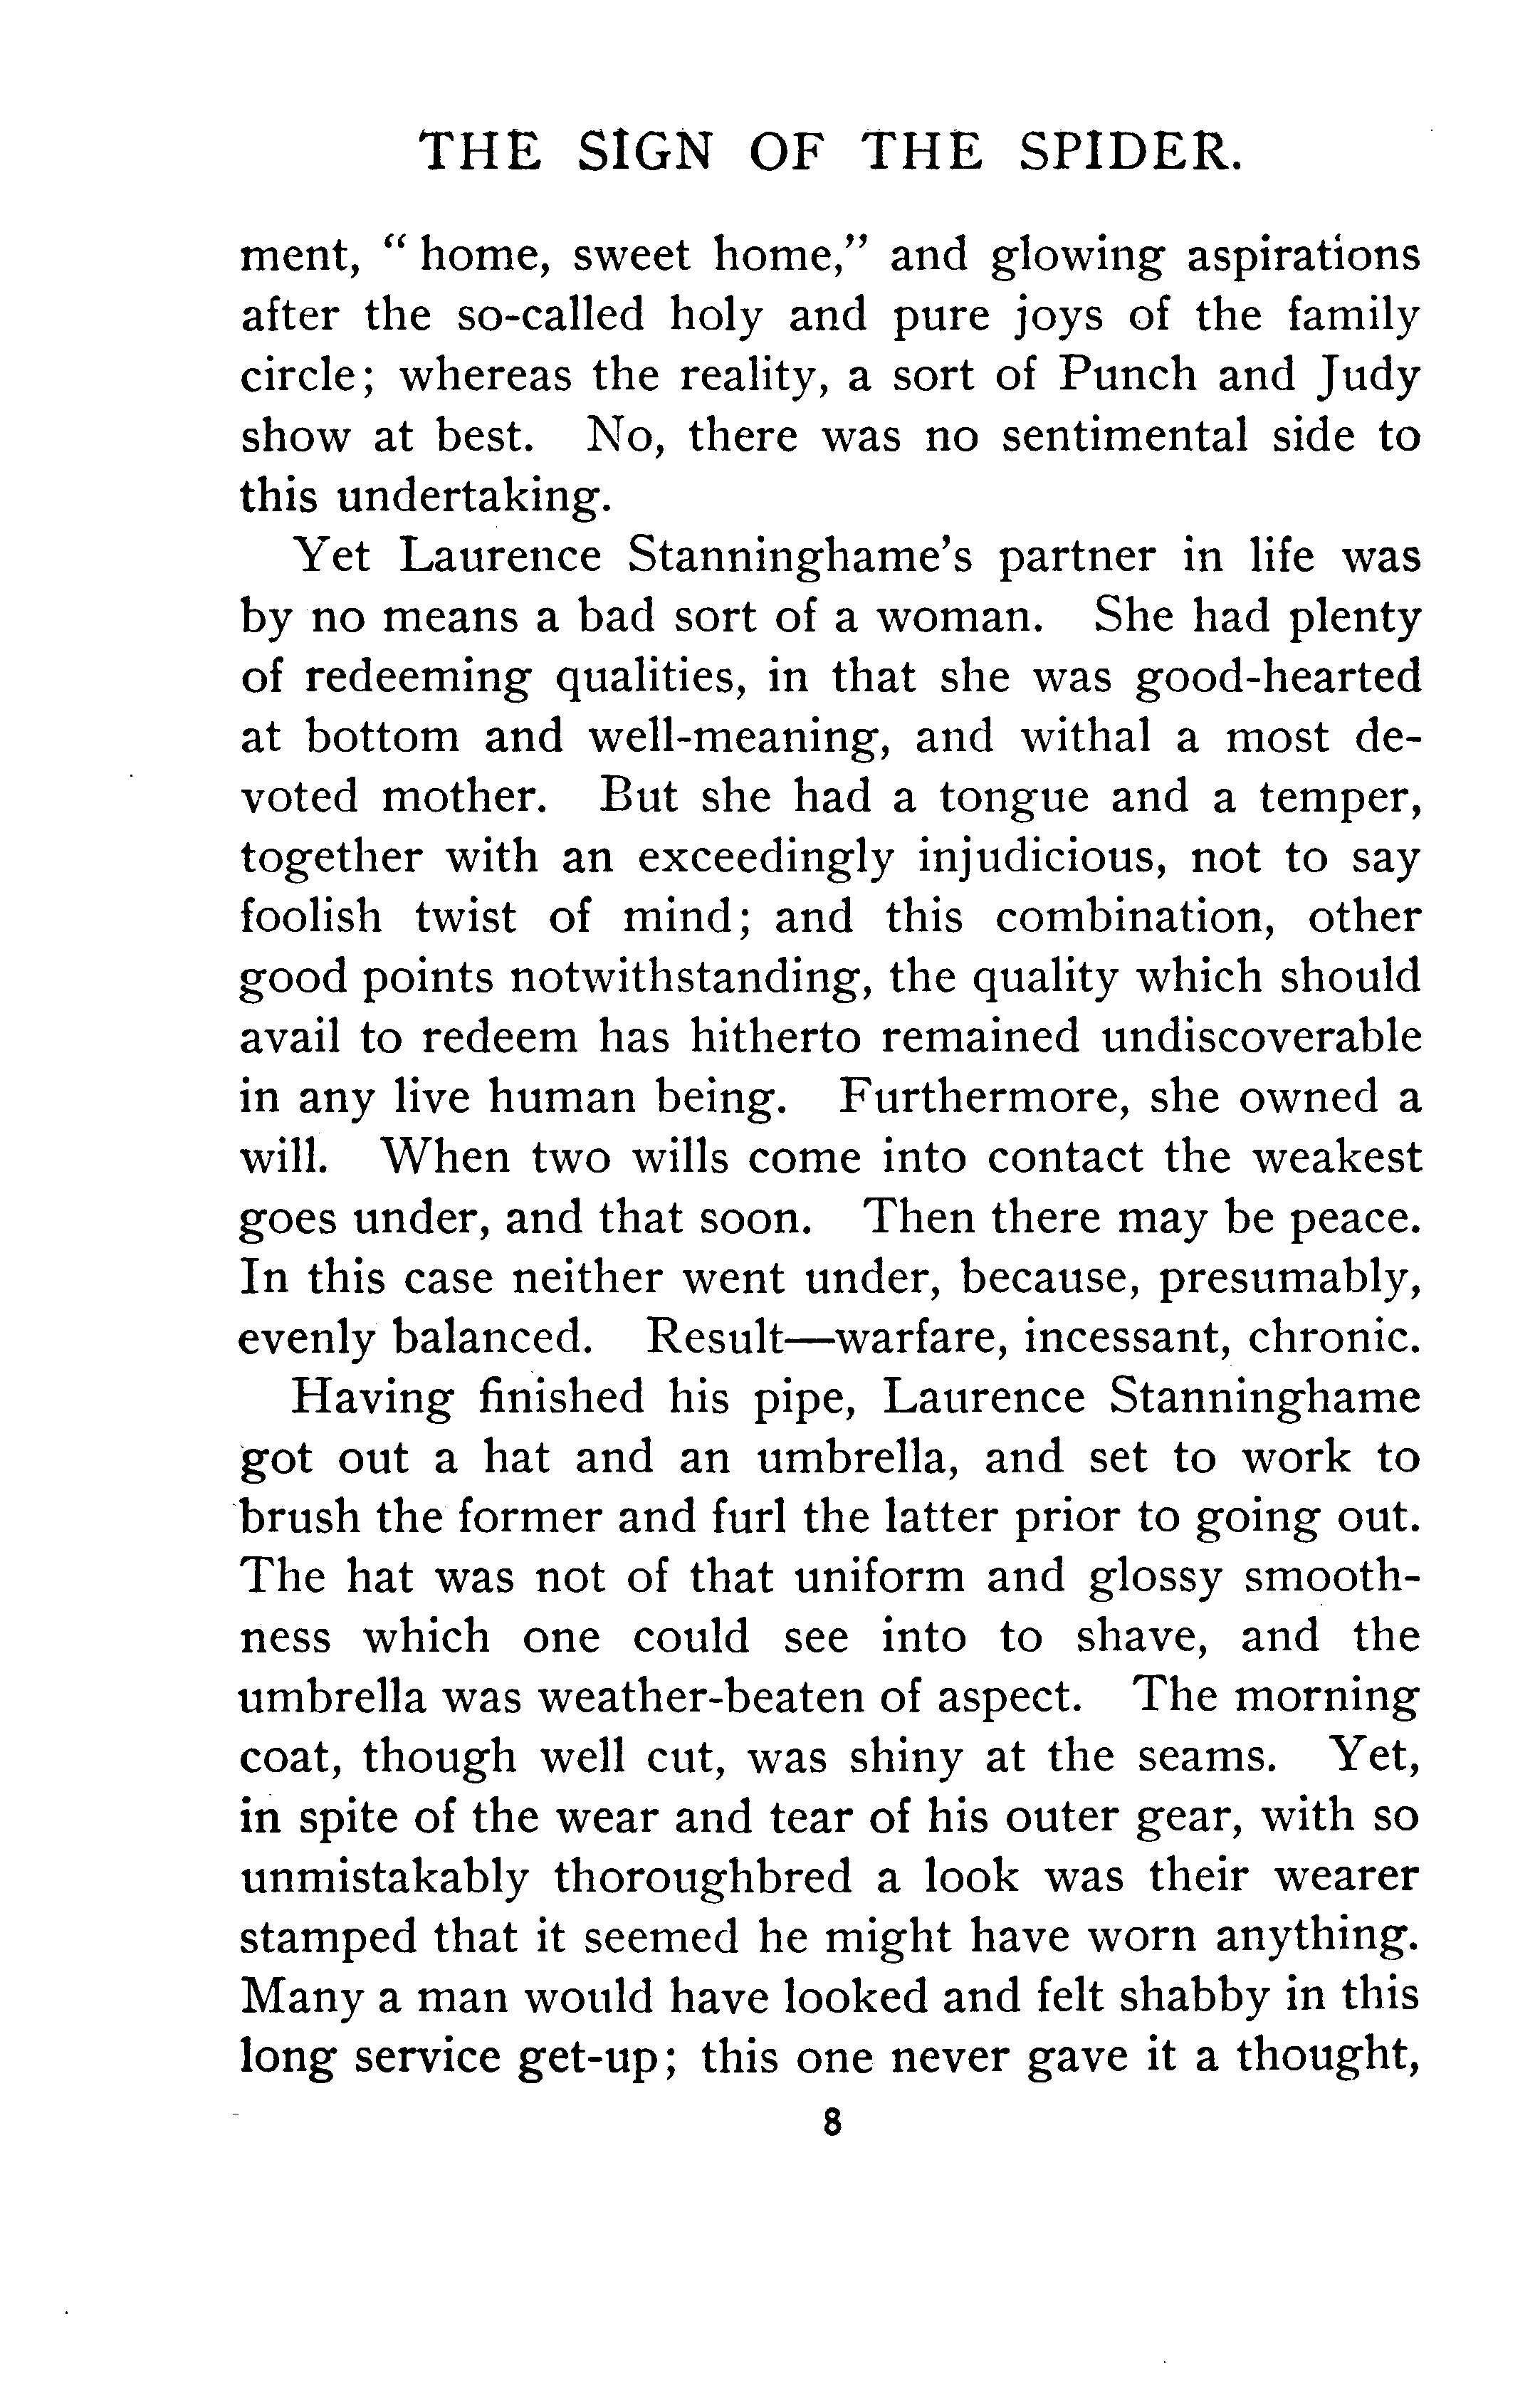 THE SIGN OF THE SPIDER.
ment, “ home, sweet home,” and glowing aspirations
after the so-called holy and pure joys of the family
circle; whereas the reality, a sort of Punch and Judy
show at best. No, there was no sentimental side to
this undertaking.
Yet Laurence Stanninghame’s partner in life was
by no means a bad sort of a woman. She had plenty
of redeeming qualities, in that she was good-hearted
at bottom and well-meaning, and withal a most de-
voted mother. But she had a tongue and a temper,
together with an exceedingly injudicious, not to say
foolish twist of mind; and this combination, other
good points notwithstanding, the quality which should
avail to redeem has hitherto remained undiscoverable
in any live human being. Furthermore, she owned a
will. When two wills come into contact the weakest
goes under, and that soon. Then there may be peace.
In this case neither went under, because, presumably,
evenly balanced. Result—warfare, incessant, chronic.
Having finished his pipe, Laurence Stanninghame
got out a hat and an umbrella, and set to work to
brush the former and furl the latter prior to going out.
The hat was not of that uniform and glossy smooth-
ness which one could see into to shave, and the
umbrella was weather-beaten of aspect. The morning
coat, though well cut, was shiny at the seams. Yet,
in spite of the wear and tear of his outer gear, with so
unmistakably thoroughbred a look was their wearer
stamped that it seemed he might have worn anything.
Many a man would have looked and felt shabby in this
long service get-up; this one never gave it a thought,
8